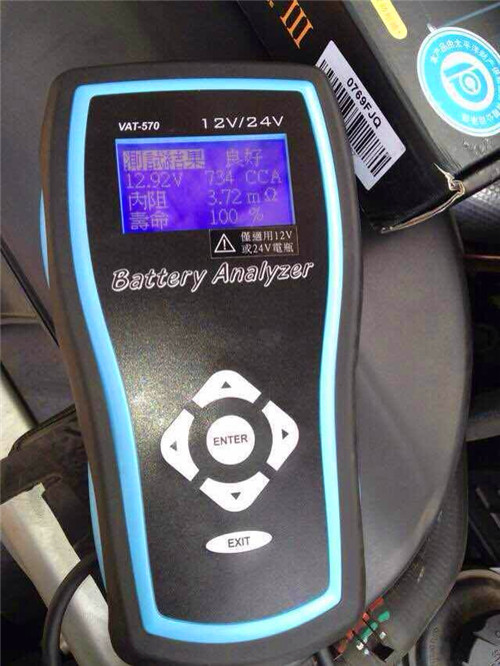 III
0769FJQ
VAT-570 12V/24V
測試結果 良好
12.92V 734 CCA
內阻 3.72 mΩ
壽命 100 %
僅適用12V
或24V電瓶
Battery Analyzer
ENTER
EXIT